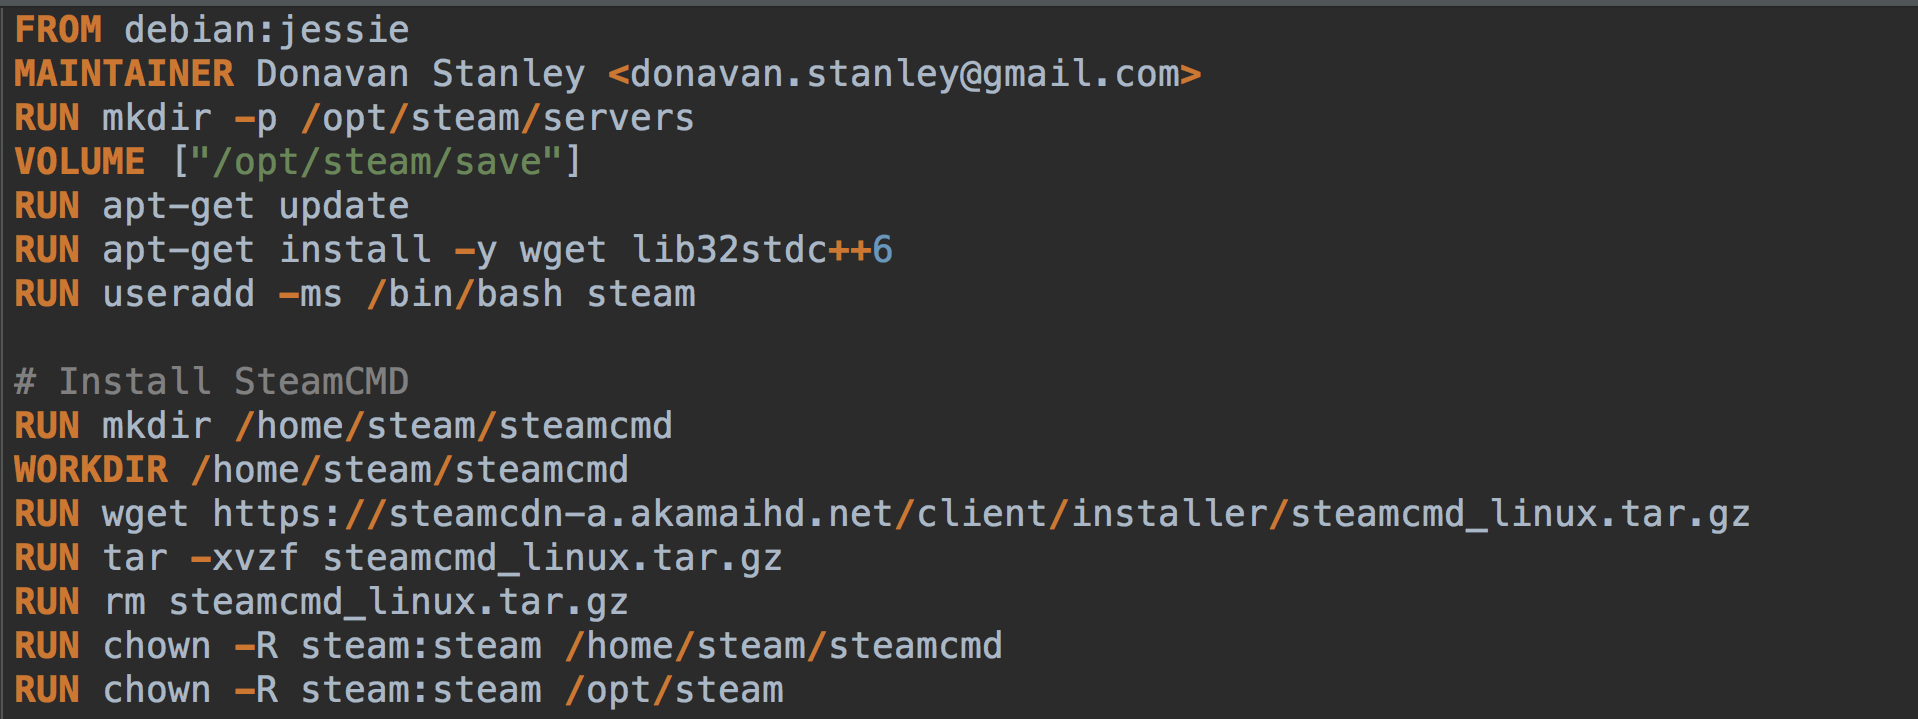 FROM debian:jessie
MAINTAINER Donavan Stanley <donavan.stanley@gmail.com>
RUN mkdir -p /opt/steam/servers
VOLUME ["/opt/steam/save"]
RUN apt-get update
RUN apt-get install -y wget lib32stdc++6
RUN useradd -ms /bin/bash steam
# Install SteamCMD
RUN mkdir /home/steam/steamcmd
WORKDIR /home/steam/steamcmd
RUN wget https://steamcdn-a.akamaihd.net/client/installer/steamcmd_linux.tar.gz
RUN tar -xvzf steamcmd_linux.tar.gz
RUN rm steamcmd_linux.tar.gz
RUN chown -R steam:steam /home/steam/steamcmd
RUN chown -R steam:steam /opt/steam